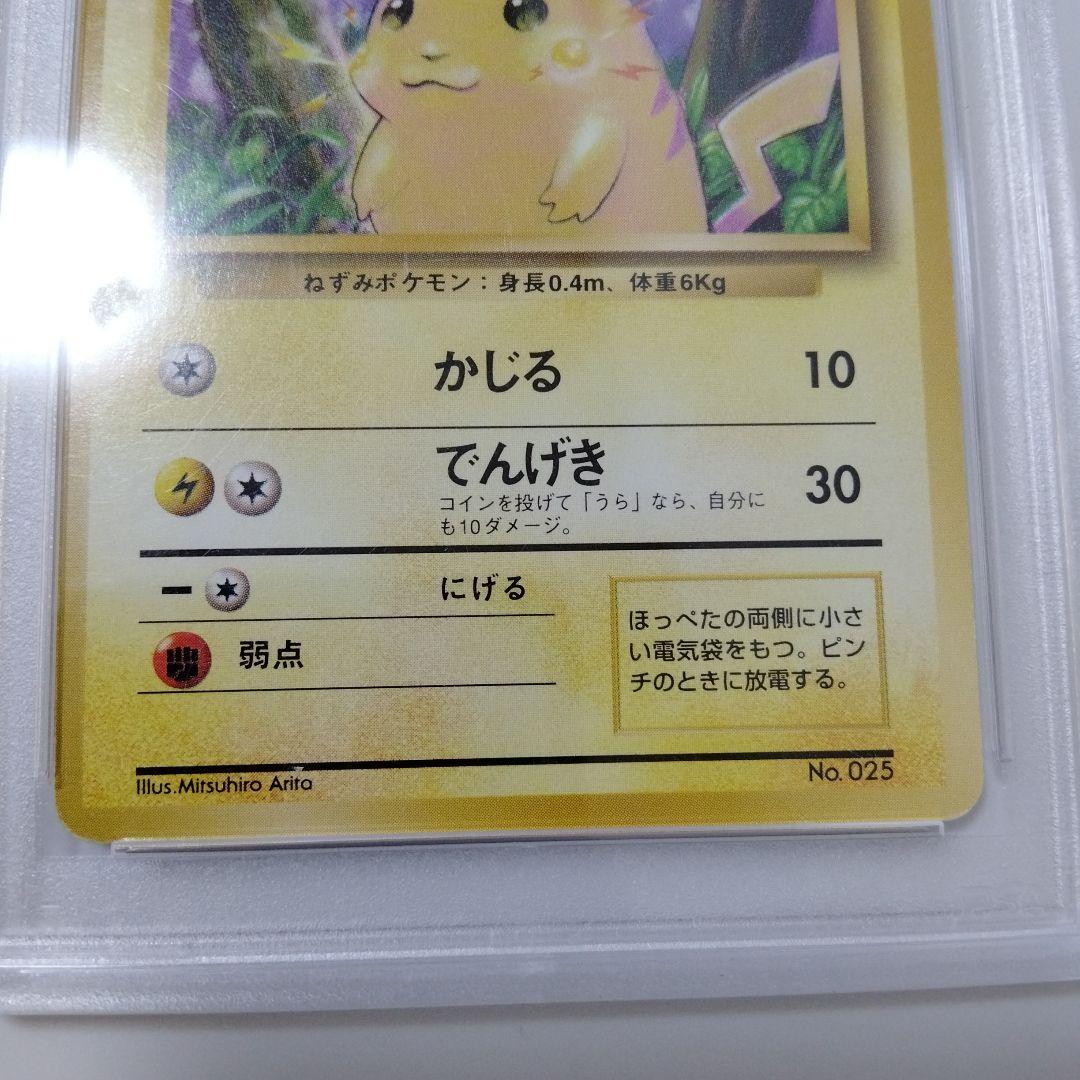 ねずみポケモン：身長0.4m、体重6Kg
かじる 10
でんげき 30
コインを投げて「うら」なら、自分に
も10ダメージ。
ー にげる
弱点
ほっぺたの両側に小さ
い電気袋をもつ。ピン
チのときに放電する。
Illus.Mitsuhiro Arita
No. 025